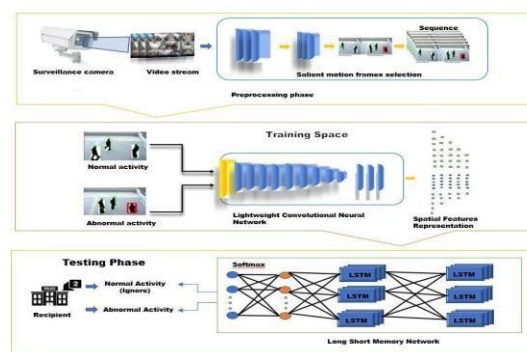 Sequence
Surveillance camera
Video stream
Salient motion frames selection
Preprocessing phase
Training Space
Normal activity
Abnormal activity
Lightweight Convolutional Neural
Network
Spatial Features
Representation
Testing Phase
Softmax
2
Normal Activity
(Ignore)
Recipient
Abnormal Activity
LSTM
LSTM
LSTM
LSTM
LSTM
LSTM
Long Short Memory Network